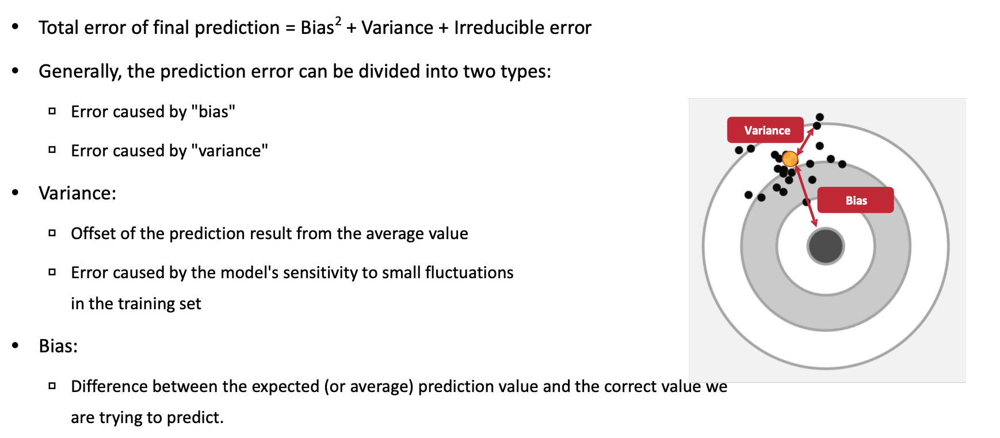 • Total error of final prediction = Bias² + Variance + Irreducible error
• Generally, the prediction error can be divided into two types:
▫ Error caused by "bias"
▫ Error caused by "variance"
• Variance:
▫ Offset of the prediction result from the average value
▫ Error caused by the model's sensitivity to small fluctuations
in the training set
• Bias:
▫ Difference between the expected (or average) prediction value and the correct value we
are trying to predict.
Variance
Bias